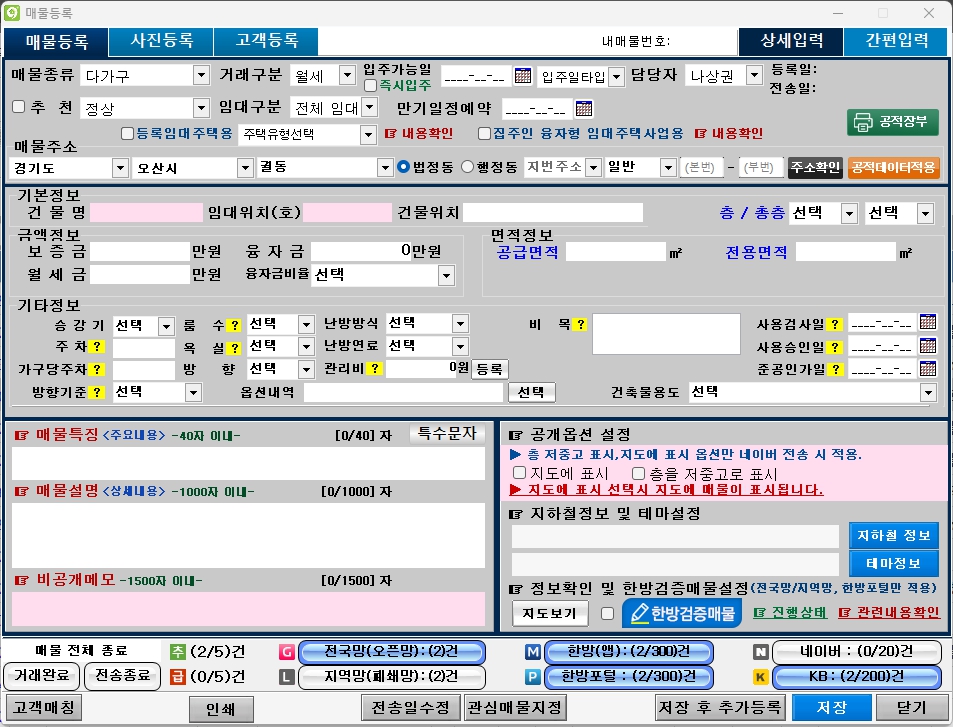 매물등록
매물등록 사진등록 고객등록 내매물번호: 상세입력 간편입력
매물종류 다가구 거래구분 월세 입주가능일 ____-__-__ 입주일타입 담당자 나상권 등록일:
즉시입주 전송일:
추 천 정상 임대구분 전체 임대 만기일정예약 ____-__-__
공적장부
등록임대주택용 주택유형선택 ☞ 내용확인 집주인 융자형 임대주택사업용 ☞ 내용확인
매물주소
경기도 오산시 궐동 법정동 행정동 지번주소 일반 (본번) - (부번) 주소확인 공적데이터적용
기본정보
건 물 명 임대위치(호) 건물위치 층 / 총층 선택 선택
금액정보 면적정보
보 증 금 만원 융 자 금 0만원 공급면적 ㎡ 전용면적 ㎡
월 세 금 만원 융자금비율 선택
기타정보
승 강 기 선택 룸 수 ? 선택 난방방식 선택 비 목 ? 사용검사일 ? ____-__-__
주 차 ? 욕 실 ? 선택 난방연료 선택 사용승인일 ? ____-__-__
가구당주차 ? 방 향 선택 관리비 ? 0원 등록 준공인가일 ? ____-__-__
방향기준 ? 선택 옵션내역 선택 건축물용도 선택
☞ 매물특징 <주요내용> -40자 이내- [0/40] 자 특수문자
☞ 매물설명 <상세내용> -1000자 이내- [0/1000] 자
☞ 비공개메모 -1500자 이내- [0/1500] 자
☞ 공개옵션 설정
▶ 층 저중고 표시,지도에 표시 옵션만 네이버 전송 시 적용.
지도에 표시 층을 저중고로 표시
▶ 지도에 표시 선택시 지도에 매물이 표시됩니다.
☞ 지하철정보 및 테마설정
지하철 정보
테마정보
☞ 정보확인 및 한방검증매물설정(전국망/지역망, 한방포털만 적용)
지도보기 한방검증매물 ☞ 진행상태 ☞ 관련내용확인
매물 전체 종료 추 (2/5)건 G 전국망(오픈망):(2)건 M 한방(앱):(2/300)건 N 네이버 : (0/20)건
거래완료 전송종료 급 (0/5)건 L 지역망(폐쇄망):(2)건 P 한방포털 : (2/300)건 K KB: (2/200)건
고객매칭 인쇄 전송일수정 관심매물지정 저장 후 추가등록 저장 닫기